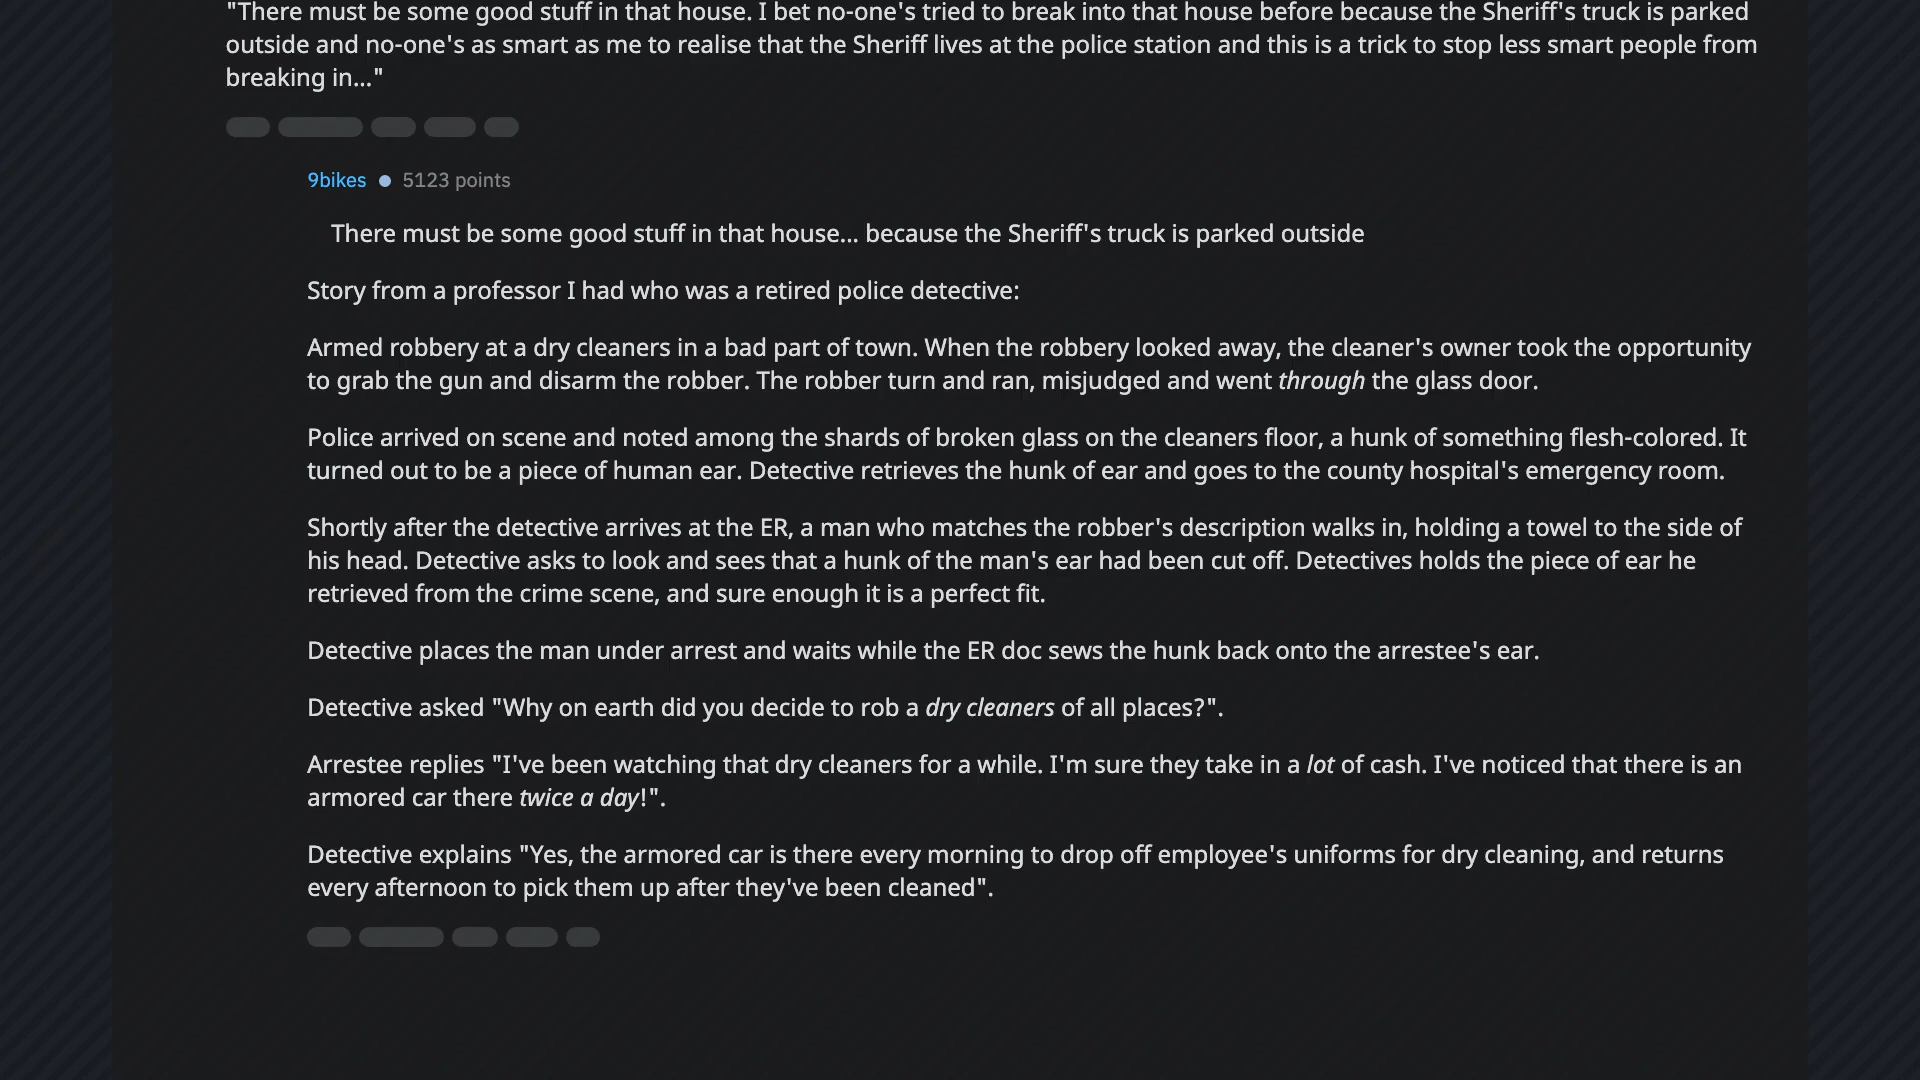 "There must be some good stuff in that house. I bet no-one's tried to break into that house before because the Sheriff's truck is parked
outside and no-one's as smart as me to realise that the Sheriff lives at the police station and this is a trick to stop less smart people from
breaking in..."
9bikes ● 5123 points
There must be some good stuff in that house... because the Sheriff's truck is parked outside
Story from a professor I had who was a retired police detective:
Armed robbery at a dry cleaners in a bad part of town. When the robbery looked away, the cleaner's owner took the opportunity
to grab the gun and disarm the robber. The robber turn and ran, misjudged and went through the glass door.
Police arrived on scene and noted among the shards of broken glass on the cleaners floor, a hunk of something flesh-colored. It
turned out to be a piece of human ear. Detective retrieves the hunk of ear and goes to the county hospital's emergency room.
Shortly after the detective arrives at the ER, a man who matches the robber's description walks in, holding a towel to the side of
his head. Detective asks to look and sees that a hunk of the man's ear had been cut off. Detectives holds the piece of ear he
retrieved from the crime scene, and sure enough it is a perfect fit.
Detective places the man under arrest and waits while the ER doc sews the hunk back onto the arrestee's ear.
Detective asked "Why on earth did you decide to rob a dry cleaners of all places?".
Arrestee replies "I've been watching that dry cleaners for a while. I'm sure they take in a lot of cash. I've noticed that there is an
armored car there twice a day!".
Detective explains "Yes, the armored car is there every morning to drop off employee's uniforms for dry cleaning, and returns
every afternoon to pick them up after they've been cleaned".